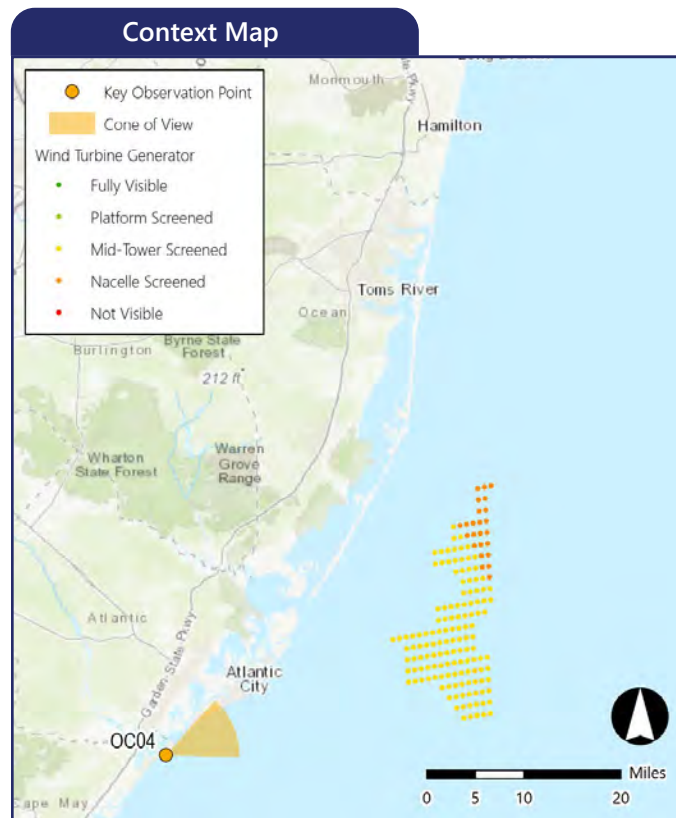 Context Map
Key Observation Point
Cone of View
Wind Turbine Generator
Fully Visible
Platform Screened
Mid-Tower Screened
Nacelle Screened
Not Visible
Monmouth
Pkwy
Hamilton
Toms River
Ocean
Burlington
Byrne State
Forest
212 ft
Wharton
State Forest
Warren
Grove
Range
Atlantic
Garden State Pkwy
Atlantic
City
OC04
Cape May
Miles
0 5 10 20